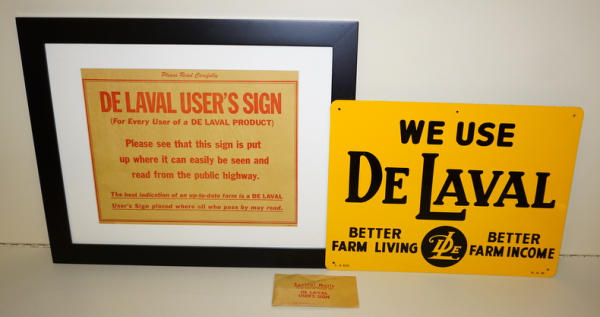 Please Read Carefully
DE LAVAL USER'S SIGN
(For Every User of a DE LAVAL PRODUCT)
Please see that this sign is put
up where it can easily be seen and
read from the public highway.
The best indication of an up-to-date farm is a DE LAVAL
User's Sign placed where all who pass by may read.
WE USE
DE LAVAL
BETTER
FARM LIVING
DL
BETTER
FARM INCOME
DE LAVAL
USER'S SIGN